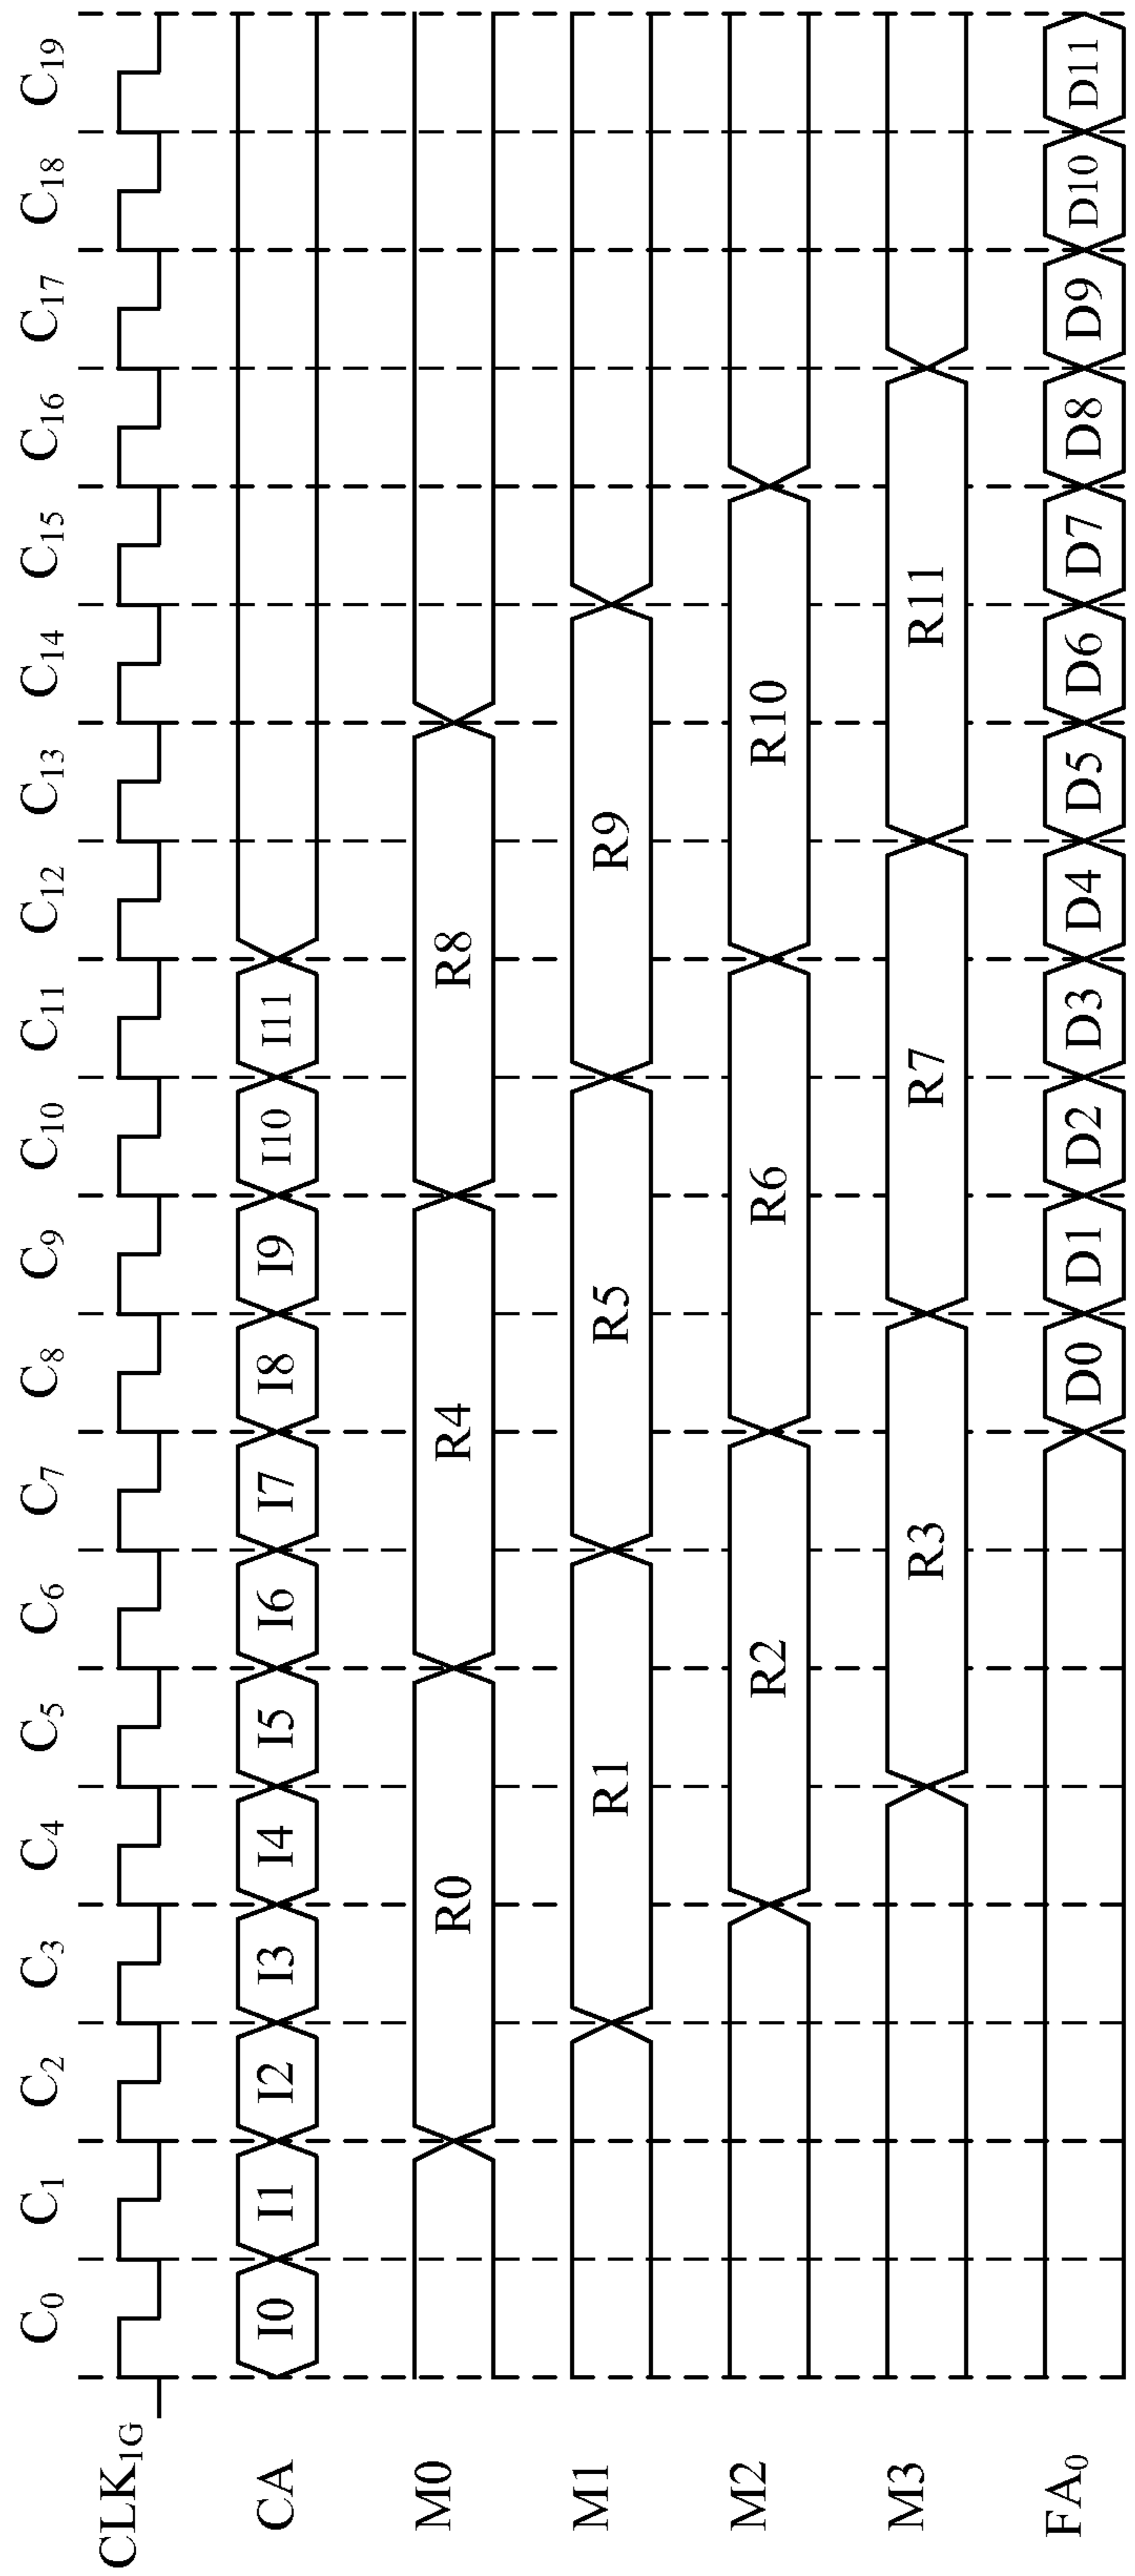 C0 C1 C2 C3 C4 C5 C6 C7 C8 C9 C10 C11 C12 C13 C14 C15 C16 C17 C18 C19
CLK1G
CA I0 I1 I2 I3 I4 I5 I6 I7 I8 I9 I10 I11
M0 R0 R4 R8
M1 R1 R5 R9
M2 R2 R6 R10
M3 R3 R7 R11
FA0 D0 D1 D2 D3 D4 D5 D6 D7 D8 D9 D10 D11